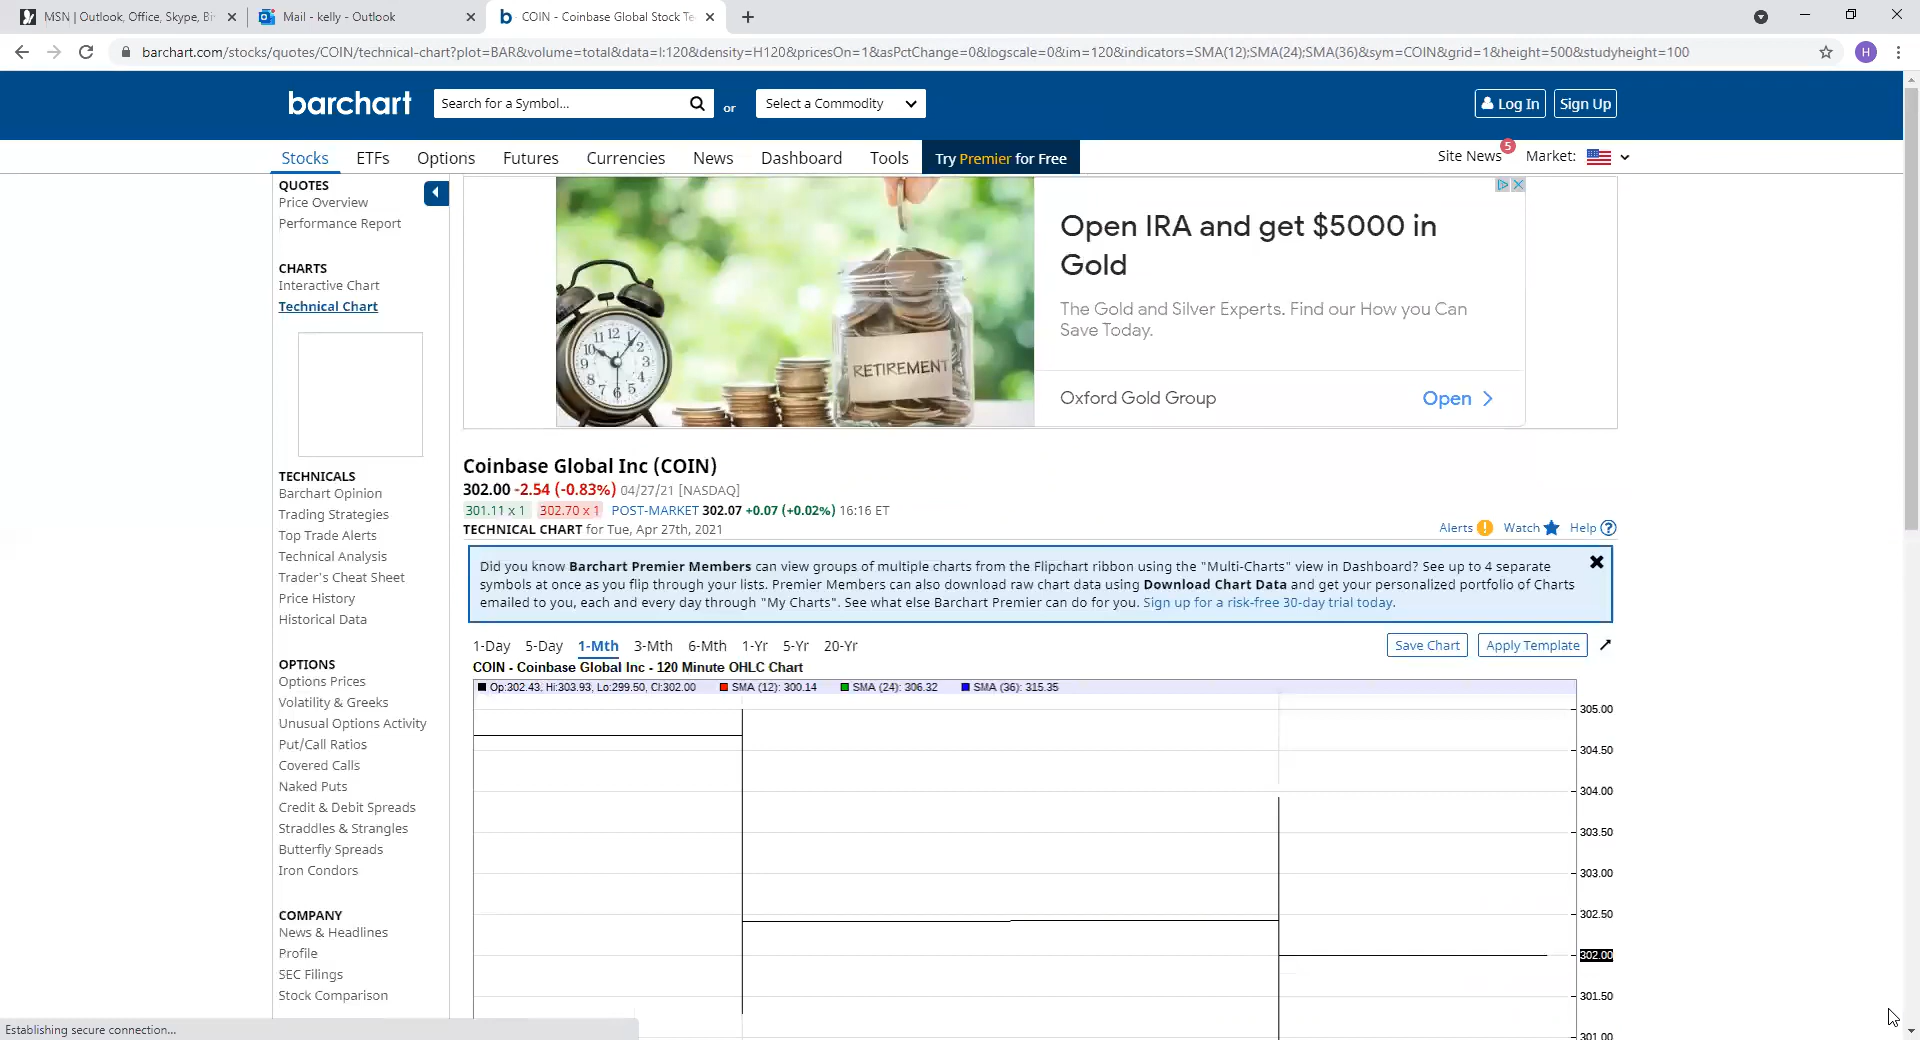 MSN | Outlook, Office, Skype, Bi
Mail - kelly - Outlook
COIN - Coinbase Global Stock Te
barchart.com/stocks/quotes/COIN/technical-chart?plot=BAR&volume=total&data=I:120&density=H120&pricesOn=1&asPctChange=0&logscale=0&im=120&indicators=SMA(12);SMA(24);SMA(36)&sym=COIN&grid=1&height=500&studyheight=100
H
barchart
Search for a Symbol...
or
Select a Commodity
Log In
Sign Up
Stocks
ETFs
Options
Futures
Currencies
News
Dashboard
Tools
Try Premier for Free
Site News
5
Market:
QUOTES
Price Overview
Performance Report
CHARTS
Interactive Chart
Technical Chart
TECHNICALS
Barchart Opinion
Trading Strategies
Top Trade Alerts
Technical Analysis
Trader's Cheat Sheet
Price History
Historical Data
OPTIONS
Options Prices
Volatility & Greeks
Unusual Options Activity
Put/Call Ratios
Covered Calls
Naked Puts
Credit & Debit Spreads
Straddles & Strangles
Butterfly Spreads
Iron Condors
COMPANY
News & Headlines
Profile
SEC Filings
Stock Comparison
RETIREMENT
Open IRA and get $5000 in
Gold
The Gold and Silver Experts. Find our How you Can
Save Today.
Oxford Gold Group
Open
Coinbase Global Inc (COIN)
302.00 -2.54 (-0.83%) 04/27/21 [NASDAQ]
301.11 x 1 302.70 x 1 POST-MARKET 302.07 +0.07 (+0.02%) 16:16 ET
TECHNICAL CHART for Tue, Apr 27th, 2021
Alerts Watch Help
Did you know Barchart Premier Members can view groups of multiple charts from the Flipchart ribbon using the "Multi-Charts" view in Dashboard? See up to 4 separate
symbols at once as you flip through your lists. Premier Members can also download raw chart data using Download Chart Data and get your personalized portfolio of Charts
emailed to you, each and every day through "My Charts". See what else Barchart Premier can do for you. Sign up for a risk-free 30-day trial today.
1-Day 5-Day 1-Mth 3-Mth 6-Mth 1-Yr 5-Yr 20-Yr
Save Chart
Apply Template
COIN - Coinbase Global Inc - 120 Minute OHLC Chart
Op:302.43, Hi:303.93, Lo:299.50, Cl:302.00 SMA (12): 300.14 SMA (24): 306.32 SMA (36): 315.35
305.00
304.50
304.00
303.50
303.00
302.50
302.00
301.50
301.00
Establishing secure connection...